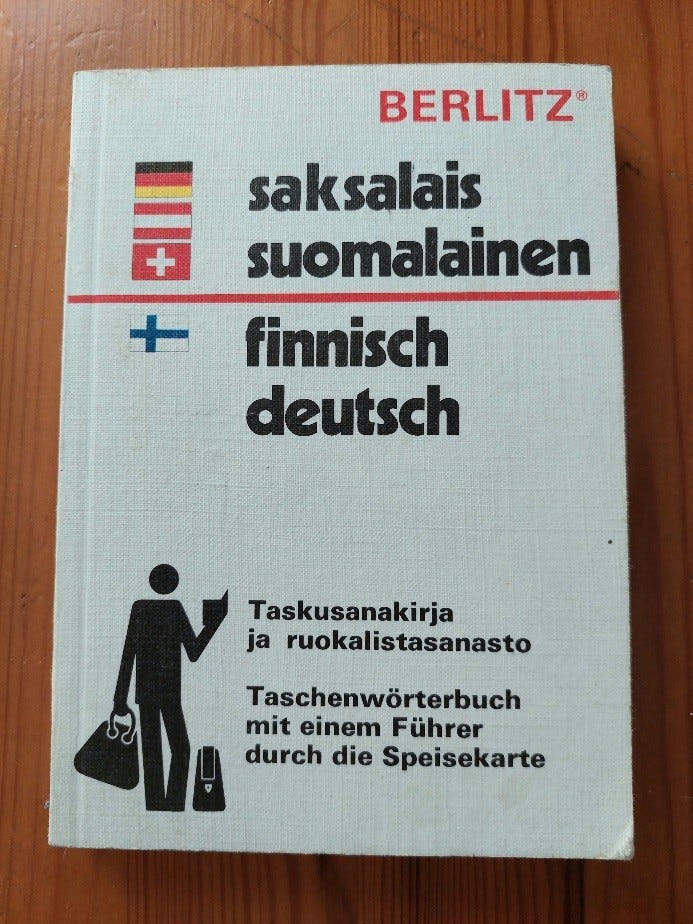 BERLITZ®
saksalais
suomalainen
finnisch
deutsch
Taskusanakirja
ja ruokalistasanasto
Taschenwörterbuch
mit einem Führer
durch die Speisekarte